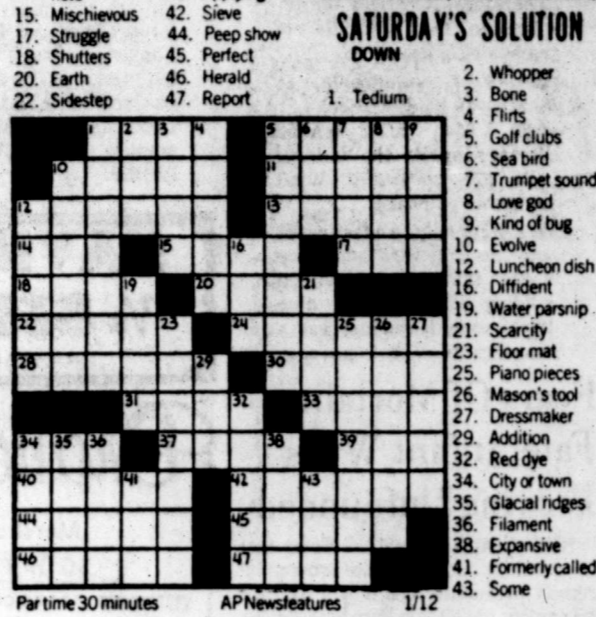 15. Mischievous
17. Struggle
18. Shutters
20. Earth
22. Sidestep
42. Sieve
44. Peep show
45. Perfect
46. Herald
47. Report
SATURDAY'S SOLUTION
DOWN
1. Tedium
2. Whopper
3. Bone
4. Flirts
5. Golf clubs
6. Sea bird
7. Trumpet sound
8. Love god
9. Kind of bug
10. Evolve
12. Luncheon dish
16. Diffident
19. Water parsnip
21. Scarcity
23. Floor mat
25. Piano pieces
26. Mason's tool
27. Dressmaker
29. Addition
32. Red dye
34. City or town
35. Glacial ridges
36. Filament
38. Expansive
41. Formerly called
43. Some
1 2 3 4 5 6 7 8 9
10 11
12 13
14 15 16 17
18 19 20 21
22 23 24 25 26 27
28 29 30
31 32 33
34 35 36 37 38 39
40 41 42 43
44 45
46 47
Par time 30 minutes AP Newsfeatures 1/12